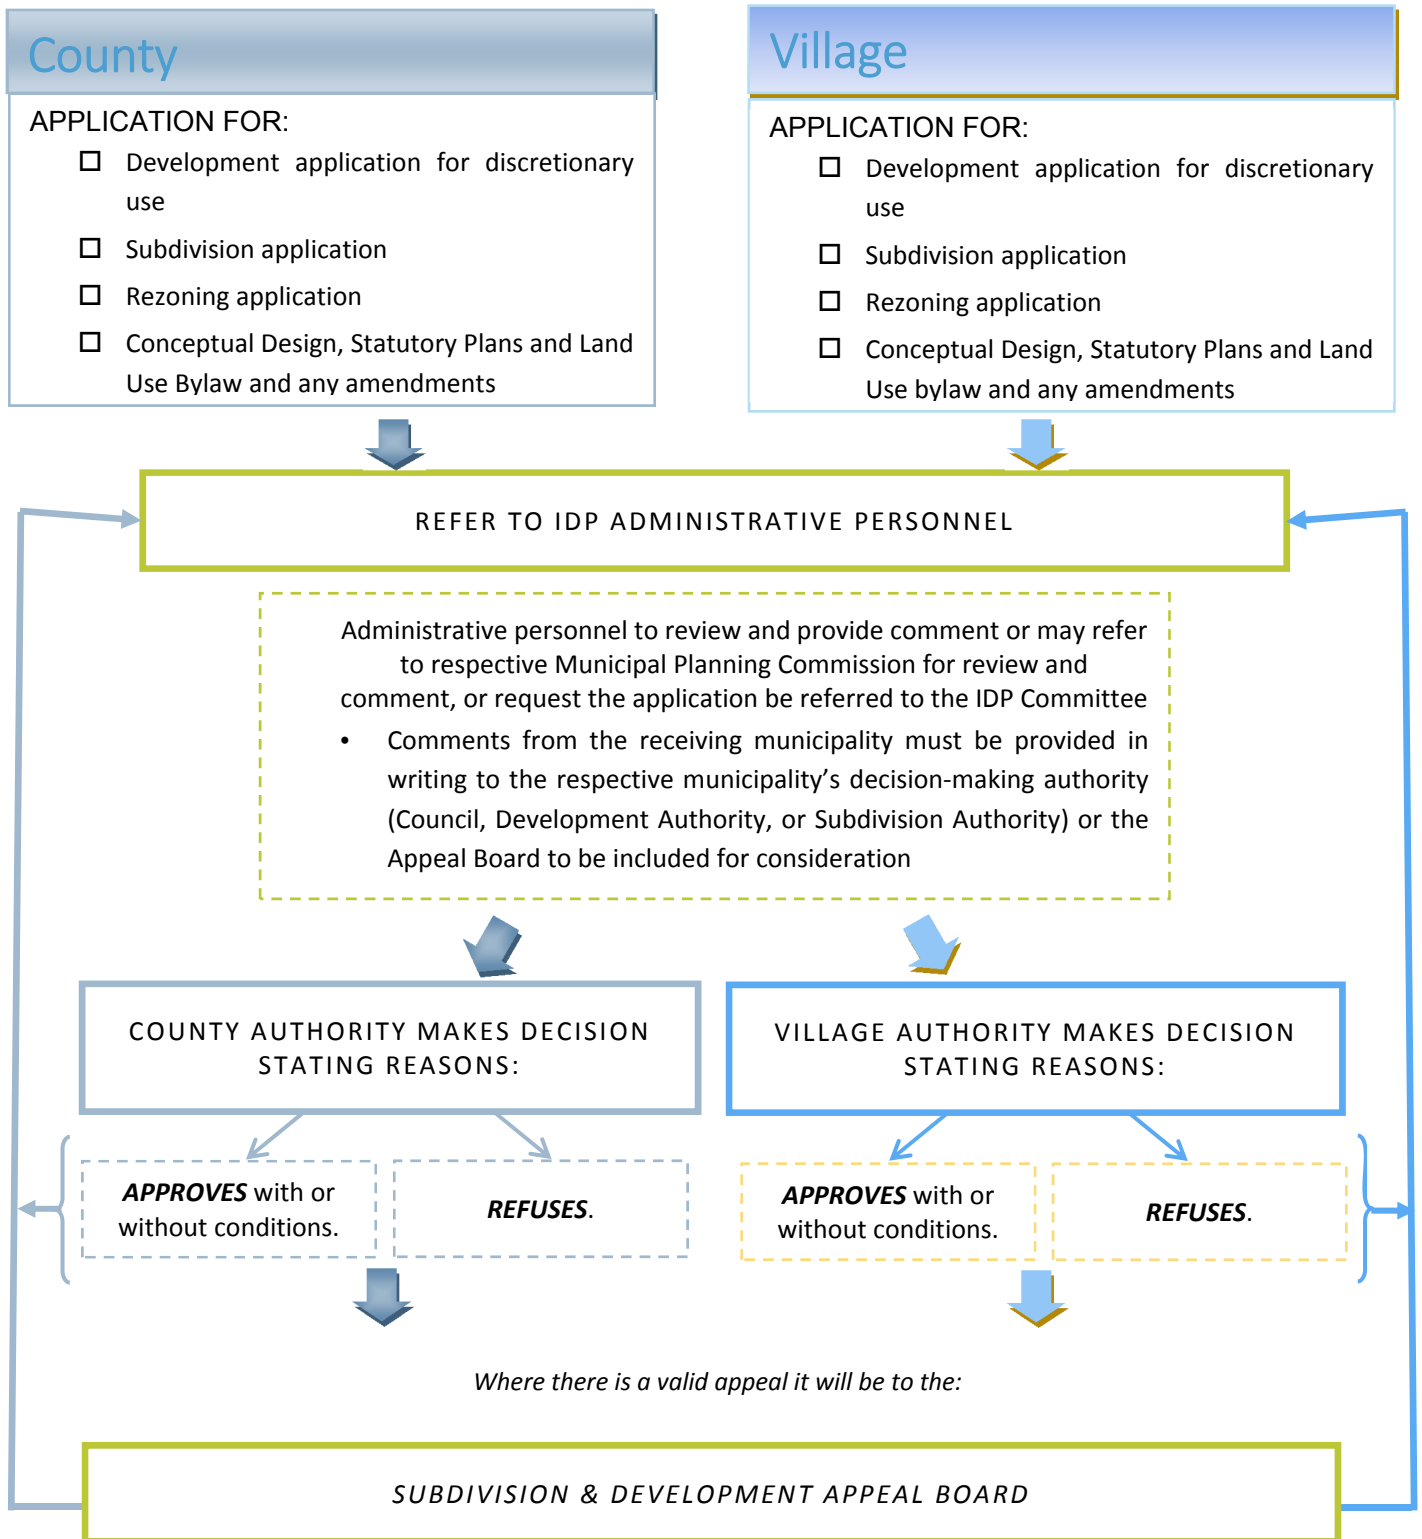 County
APPLICATION FOR:
☐ Development application for discretionary
use
☐ Subdivision application
☐ Rezoning application
☐ Conceptual Design, Statutory Plans and Land
Use Bylaw and any amendments
Village
APPLICATION FOR:
☐ Development application for discretionary
use
☐ Subdivision application
☐ Rezoning application
☐ Conceptual Design, Statutory Plans and Land
Use bylaw and any amendments
REFER TO IDP ADMINISTRATIVE PERSONNEL
Administrative personnel to review and provide comment or may refer
to respective Municipal Planning Commission for review and
comment, or request the application be referred to the IDP Committee
• Comments from the receiving municipality must be provided in
writing to the respective municipality’s decision-making authority
(Council, Development Authority, or Subdivision Authority) or the
Appeal Board to be included for consideration
COUNTY AUTHORITY MAKES DECISION
STATING REASONS:
APPROVES with or
without conditions.
REFUSES.
VILLAGE AUTHORITY MAKES DECISION
STATING REASONS:
APPROVES with or
without conditions.
REFUSES.
Where there is a valid appeal it will be to the:
SUBDIVISION & DEVELOPMENT APPEAL BOARD